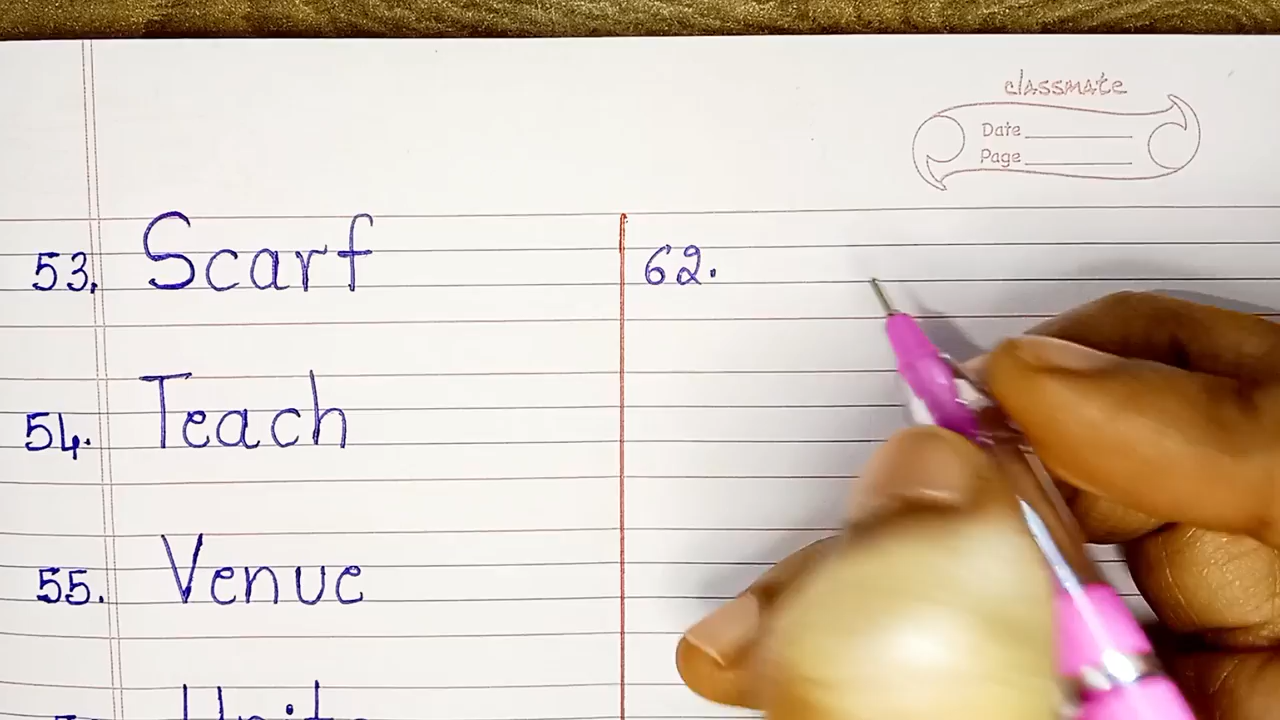 classmate
Date
Page
53. Scarf
62.
54. Teach
55. Venue